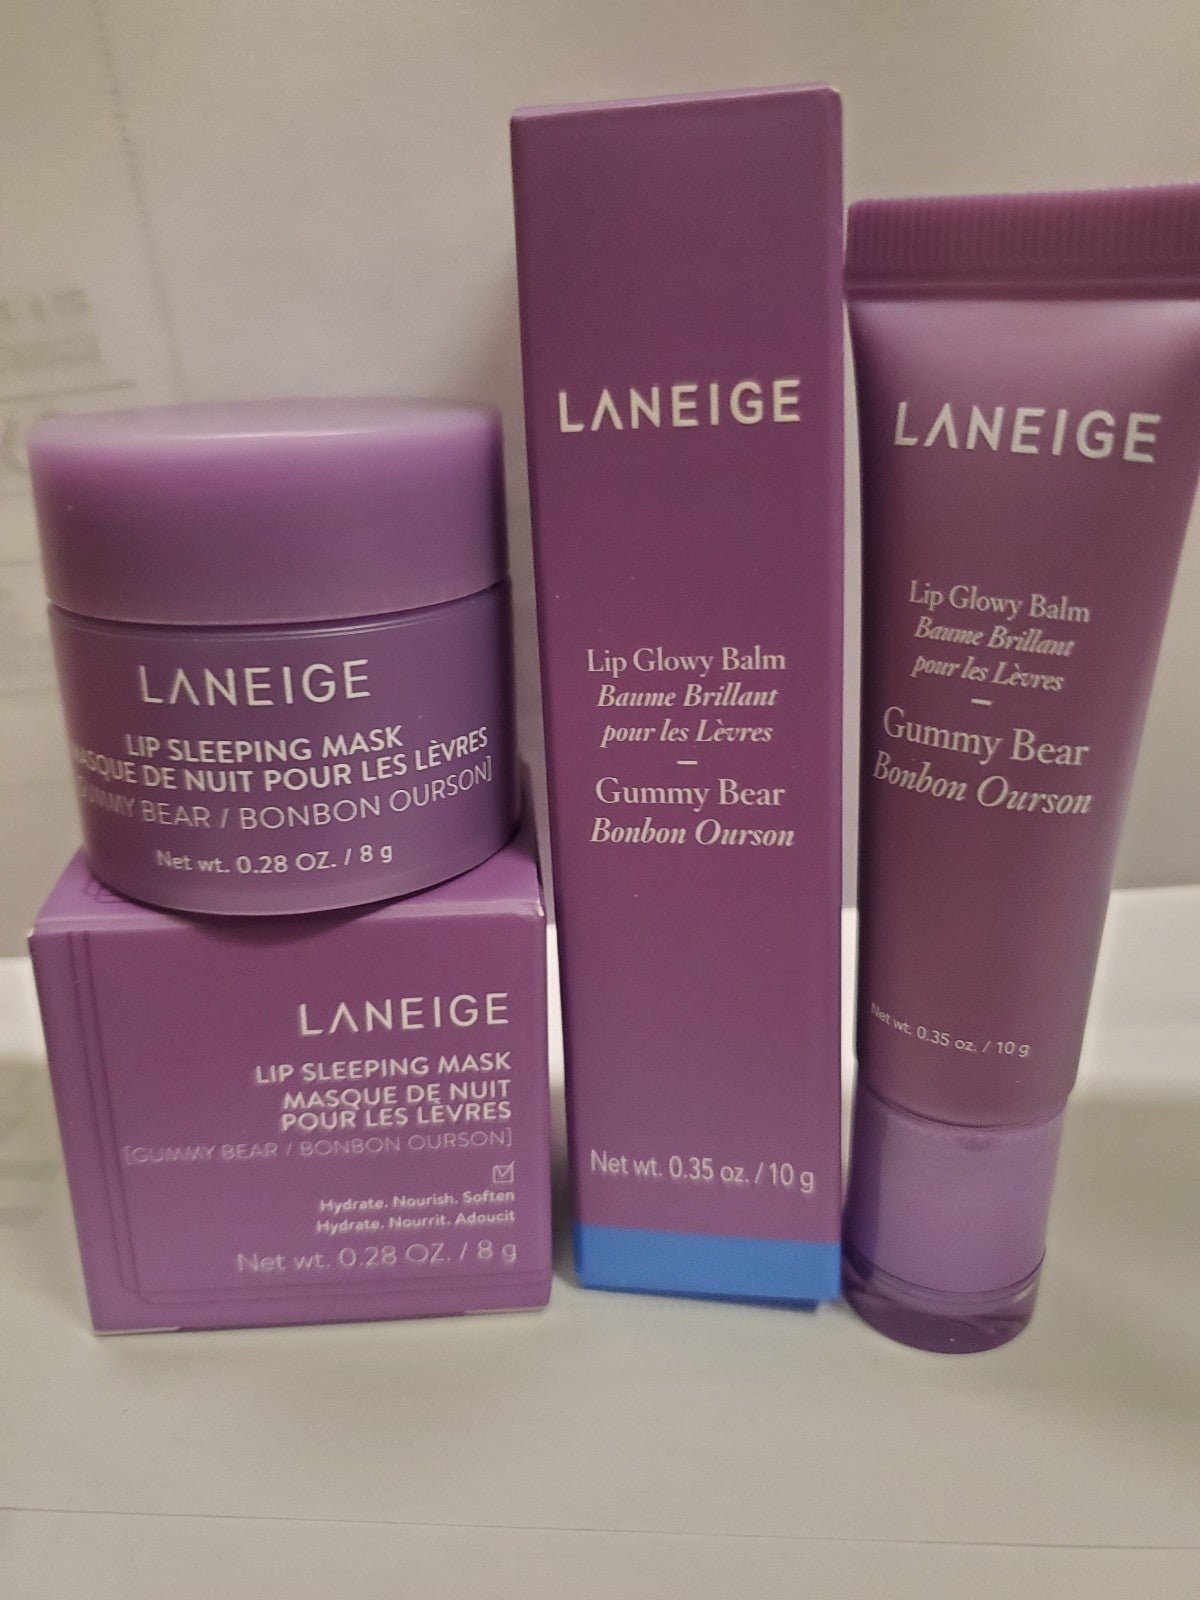 LANEIGE
LIP SLEEPING MASK
MASQUE DE NUIT POUR LES LÈVRES
GUMMY BEAR / BONBON OURSON]
Net wt. 0.28 OZ. / 8 g
LANEIGE
LIP SLEEPING MASK
MASQUE DE NUIT
POUR LES LÈVRES
[GUMMY BEAR / BONBON OURSON]
Hydrate. Nourish. Soften
Hydrate. Nourrit. Adoucit
Net wt. 0.28 OZ. / 8 g
LANEIGE
Lip Glowy Balm
Baume Brillant
pour les Lèvres
–
Gummy Bear
Bonbon Ourson
Net wt. 0.35 oz. / 10 g
LANEIGE
Lip Glowy Balm
Baume Brillant
pour les Lèvres
–
Gummy Bear
Bonbon Ourson
Net wt. 0.35 oz. / 10 g